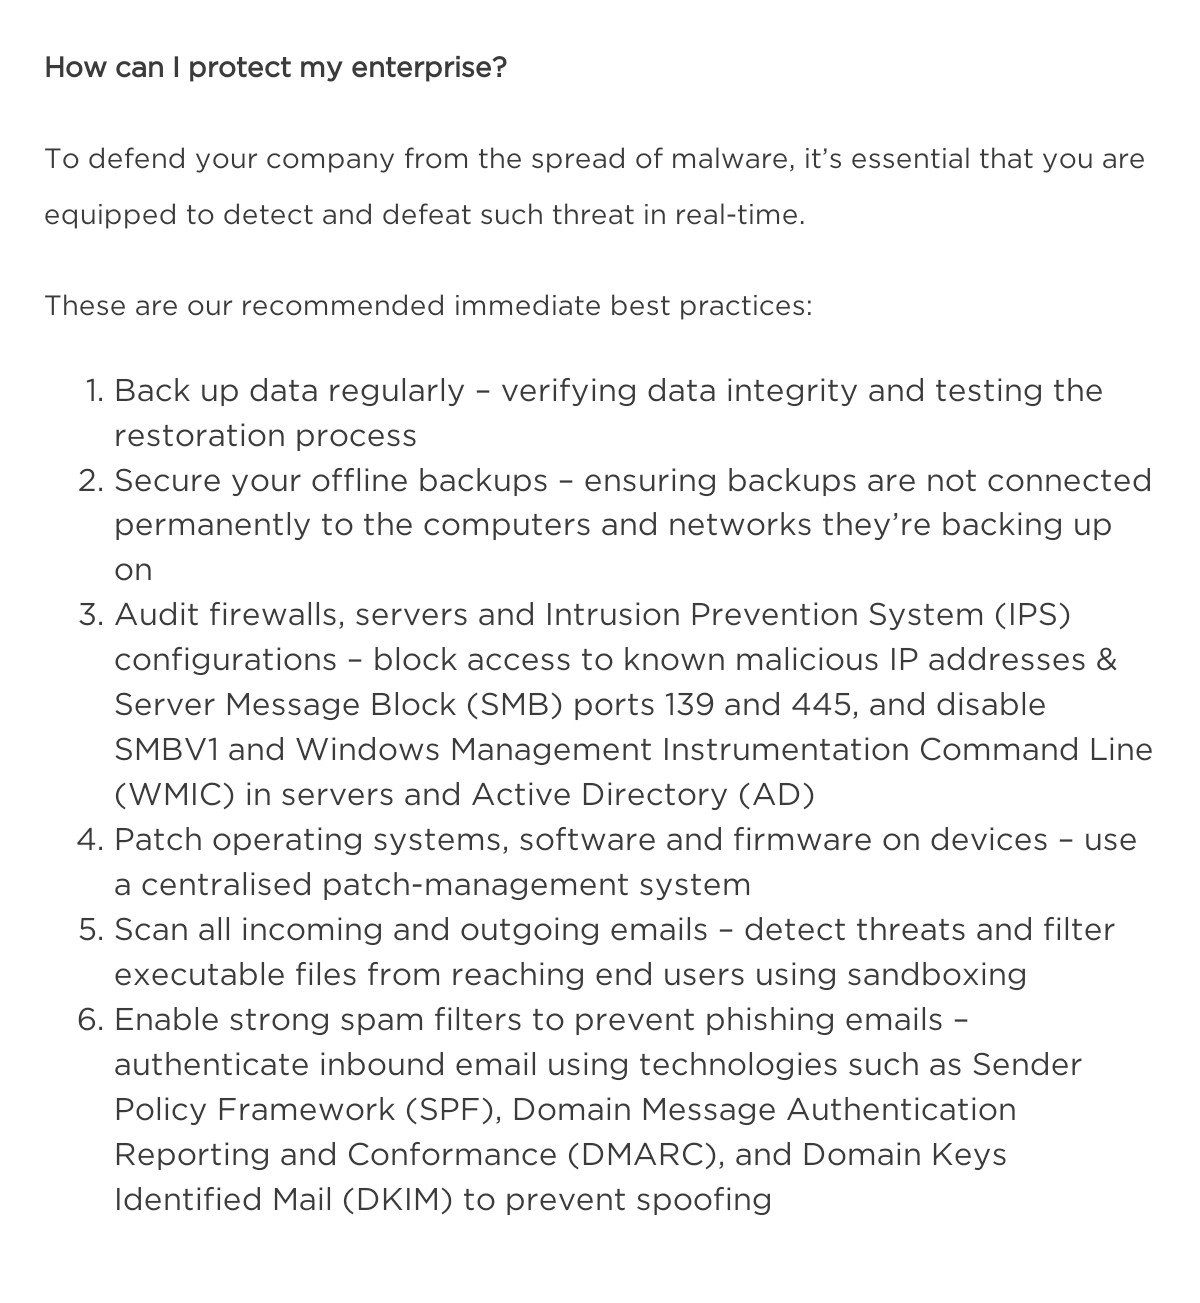 How can I protect my enterprise?
To defend your company from the spread of malware, it’s essential that you are
equipped to detect and defeat such threat in real-time.
These are our recommended immediate best practices:
1. Back up data regularly – verifying data integrity and testing the
restoration process
2. Secure your offline backups – ensuring backups are not connected
permanently to the computers and networks they’re backing up
on
3. Audit firewalls, servers and Intrusion Prevention System (IPS)
configurations – block access to known malicious IP addresses &
Server Message Block (SMB) ports 139 and 445, and disable
SMBV1 and Windows Management Instrumentation Command Line
(WMIC) in servers and Active Directory (AD)
4. Patch operating systems, software and firmware on devices – use
a centralised patch-management system
5. Scan all incoming and outgoing emails – detect threats and filter
executable files from reaching end users using sandboxing
6. Enable strong spam filters to prevent phishing emails –
authenticate inbound email using technologies such as Sender
Policy Framework (SPF), Domain Message Authentication
Reporting and Conformance (DMARC), and Domain Keys
Identified Mail (DKIM) to prevent spoofing